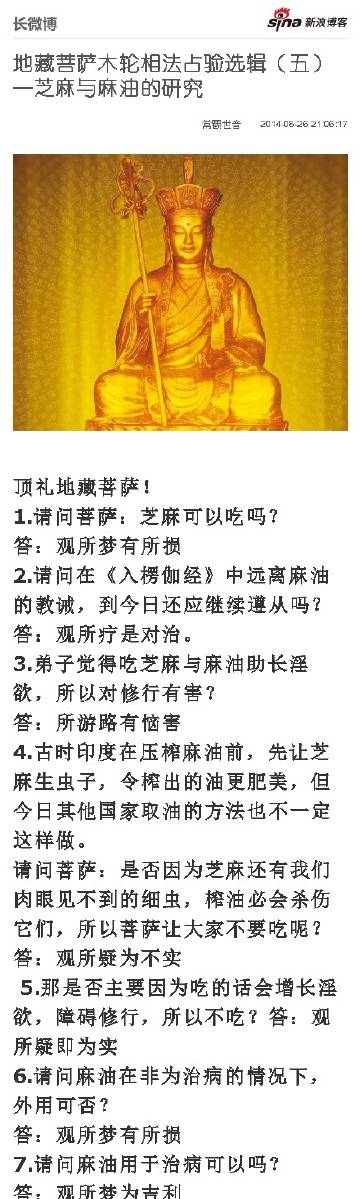 长微博
sina 新浪博客
地藏菩萨木轮相法占验选辑（五）
—芝麻与麻油的研究
常观世音 2014-08-26 21:06:17
顶礼地藏菩萨！
1.请问菩萨：芝麻可以吃吗？
答：观所梦有所损
2.请问在《入楞伽经》中远离麻油
的教诫，到今日还应继续遵从吗？
答：观所疗是对治。
3.弟子觉得吃芝麻与麻油助长淫
欲，所以对修行有害？
答：所游路有恼害
4.古时印度在压榨麻油前，先让芝
麻生虫子，令榨出的油更肥美，但
今日其他国家取油的方法也不一定
这样做。
请问菩萨：是否因为芝麻还有我们
肉眼见不到的细虫，榨油必会杀伤
它们，所以菩萨让大家不要吃呢？
答：观所疑为不实
5.那是否主要因为吃的话会增长淫
欲，障碍修行，所以不吃？答：观
所疑即为实
6.请问麻油在非为治病的情况下，
外用可否？
答：观所梦有所损
7.请问麻油用于治病可以吗？
答：观所梦为吉利